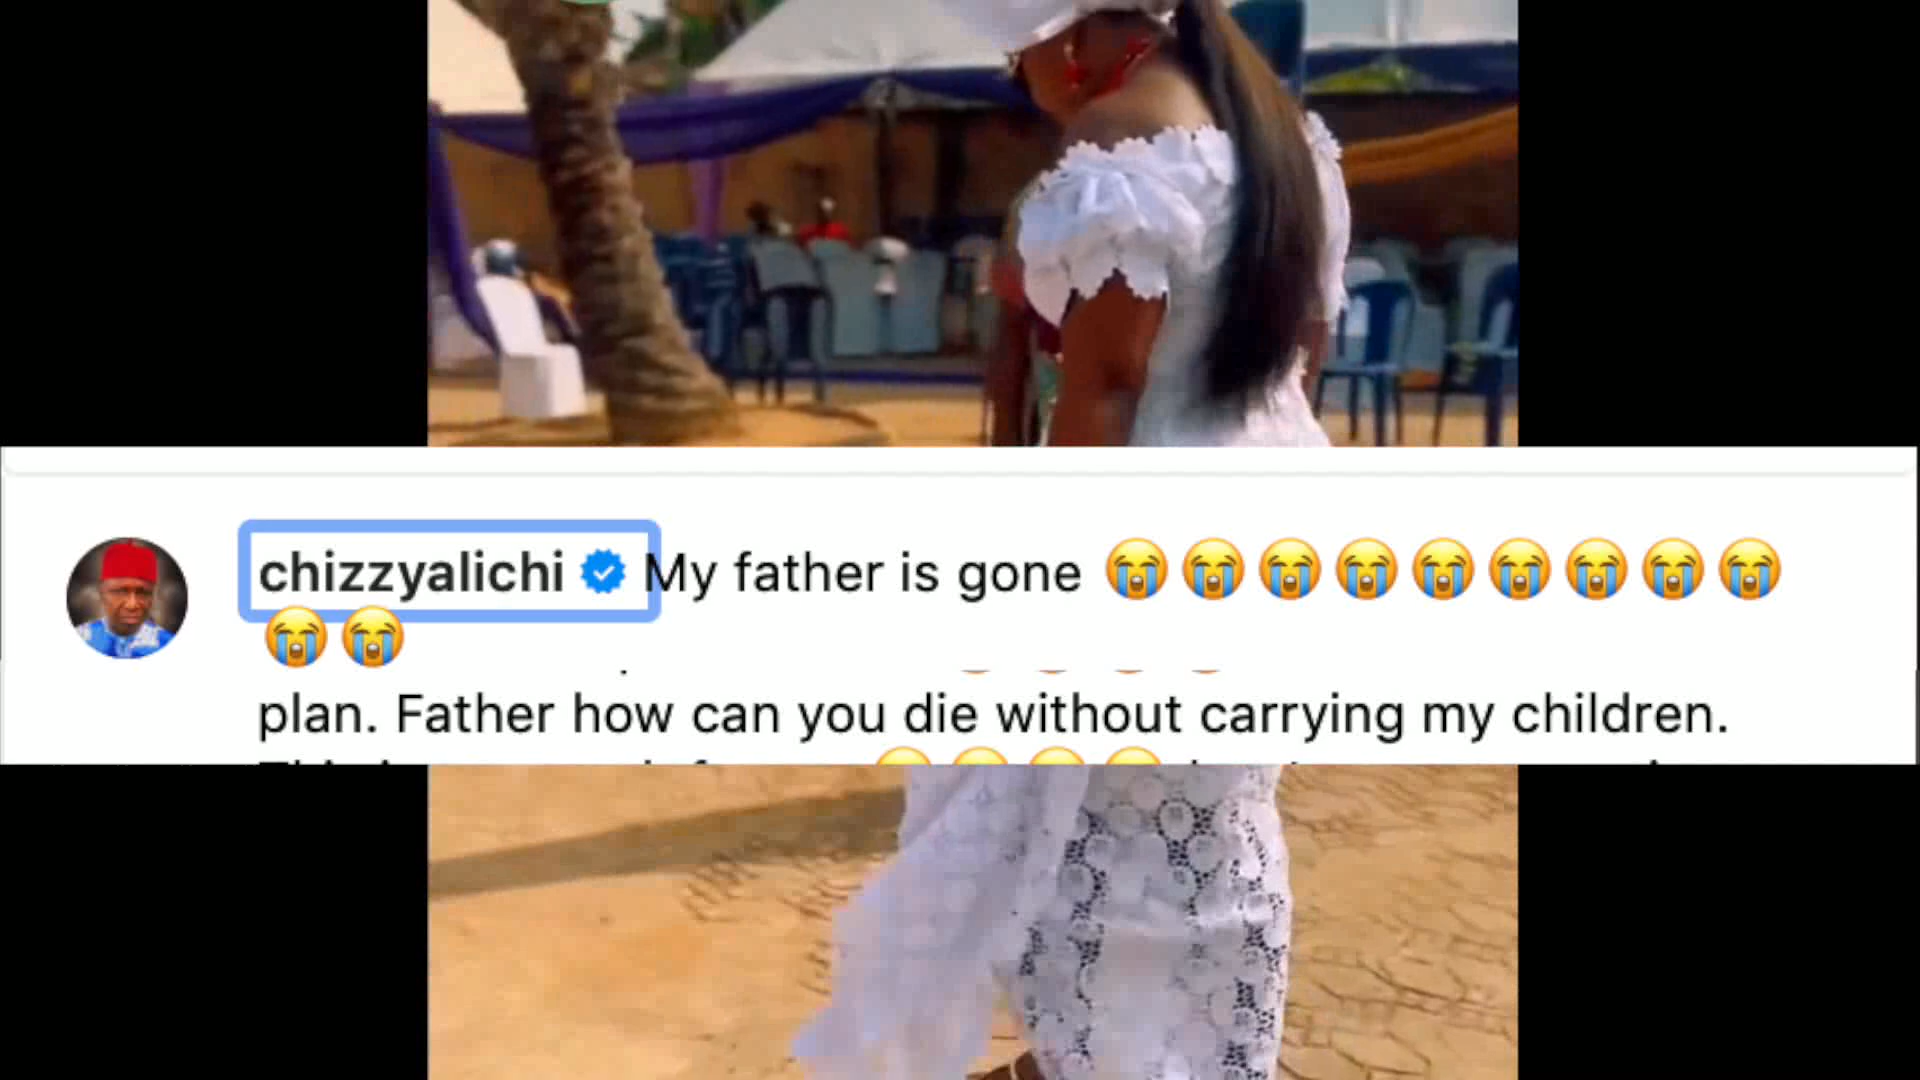 chizzyalichi My father is gone 😭😭😭😭😭😭😭😭😭
😭😭
plan. Father how can you die without carrying my children.